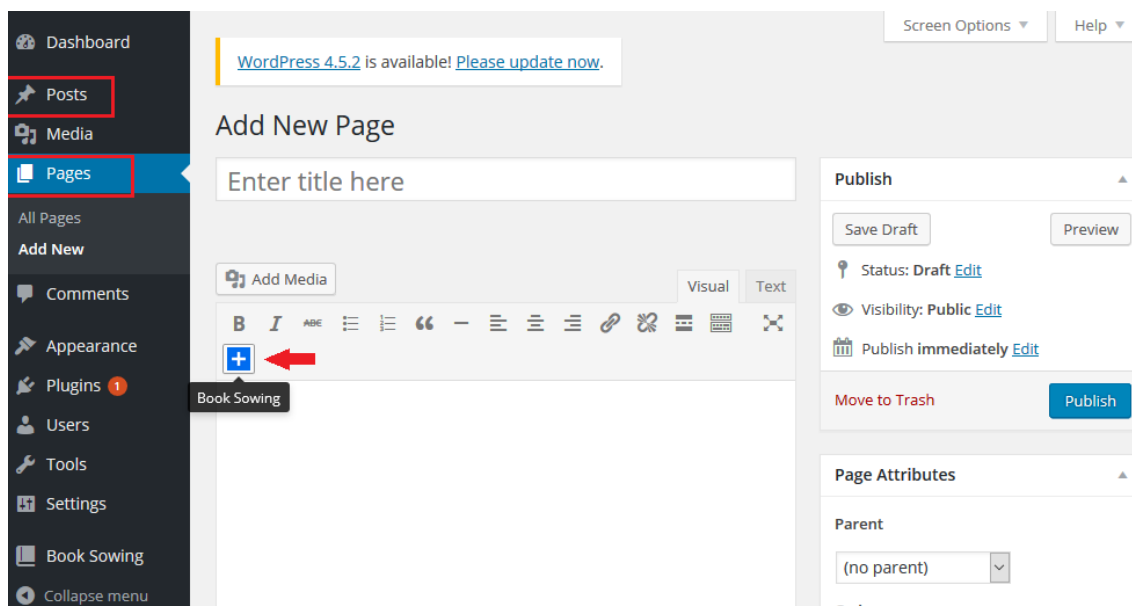 Screen Options
Help
Dashboard
WordPress 4.5.2 is available! Please update now.
Posts
Media
Add New Page
Pages
Enter title here
Publish
All Pages
Add New
Save Draft
Preview
Status: Draft Edit
Add Media
Visual
Text
Comments
Visibility: Public Edit
B I ABC
Appearance
Publish immediately Edit
Plugins 1
Book Sowing
Move to Trash
Publish
Users
Tools
Page Attributes
Settings
Parent
Book Sowing
(no parent)
Collapse menu